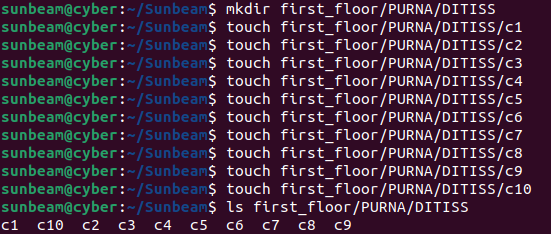 sunbeam@cyber:~/Sunbeam$ mkdir first_floor/PURNA/DITISS
sunbeam@cyber:~/Sunbeam$ touch first_floor/PURNA/DITISS/c1
sunbeam@cyber:~/Sunbeam$ touch first_floor/PURNA/DITISS/c2
sunbeam@cyber:~/Sunbeam$ touch first_floor/PURNA/DITISS/c3
sunbeam@cyber:~/Sunbeam$ touch first_floor/PURNA/DITISS/c4
sunbeam@cyber:~/Sunbeam$ touch first_floor/PURNA/DITISS/c5
sunbeam@cyber:~/Sunbeam$ touch first_floor/PURNA/DITISS/c6
sunbeam@cyber:~/Sunbeam$ touch first_floor/PURNA/DITISS/c7
sunbeam@cyber:~/Sunbeam$ touch first_floor/PURNA/DITISS/c8
sunbeam@cyber:~/Sunbeam$ touch first_floor/PURNA/DITISS/c9
sunbeam@cyber:~/Sunbeam$ touch first_floor/PURNA/DITISS/c10
sunbeam@cyber:~/Sunbeam$ ls first_floor/PURNA/DITISS
c1  c10  c2  c3  c4  c5  c6  c7  c8  c9